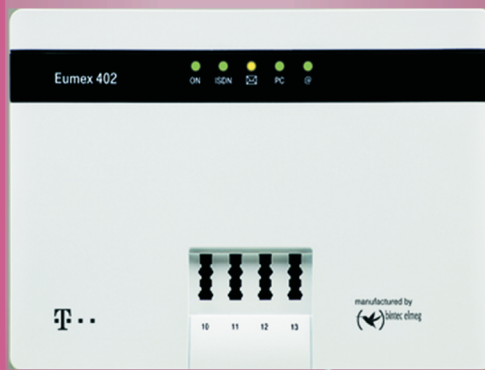 Eumex 402
ON ISDN PC @
10 11 12 13
T··
manufactured by
bintec elmeg